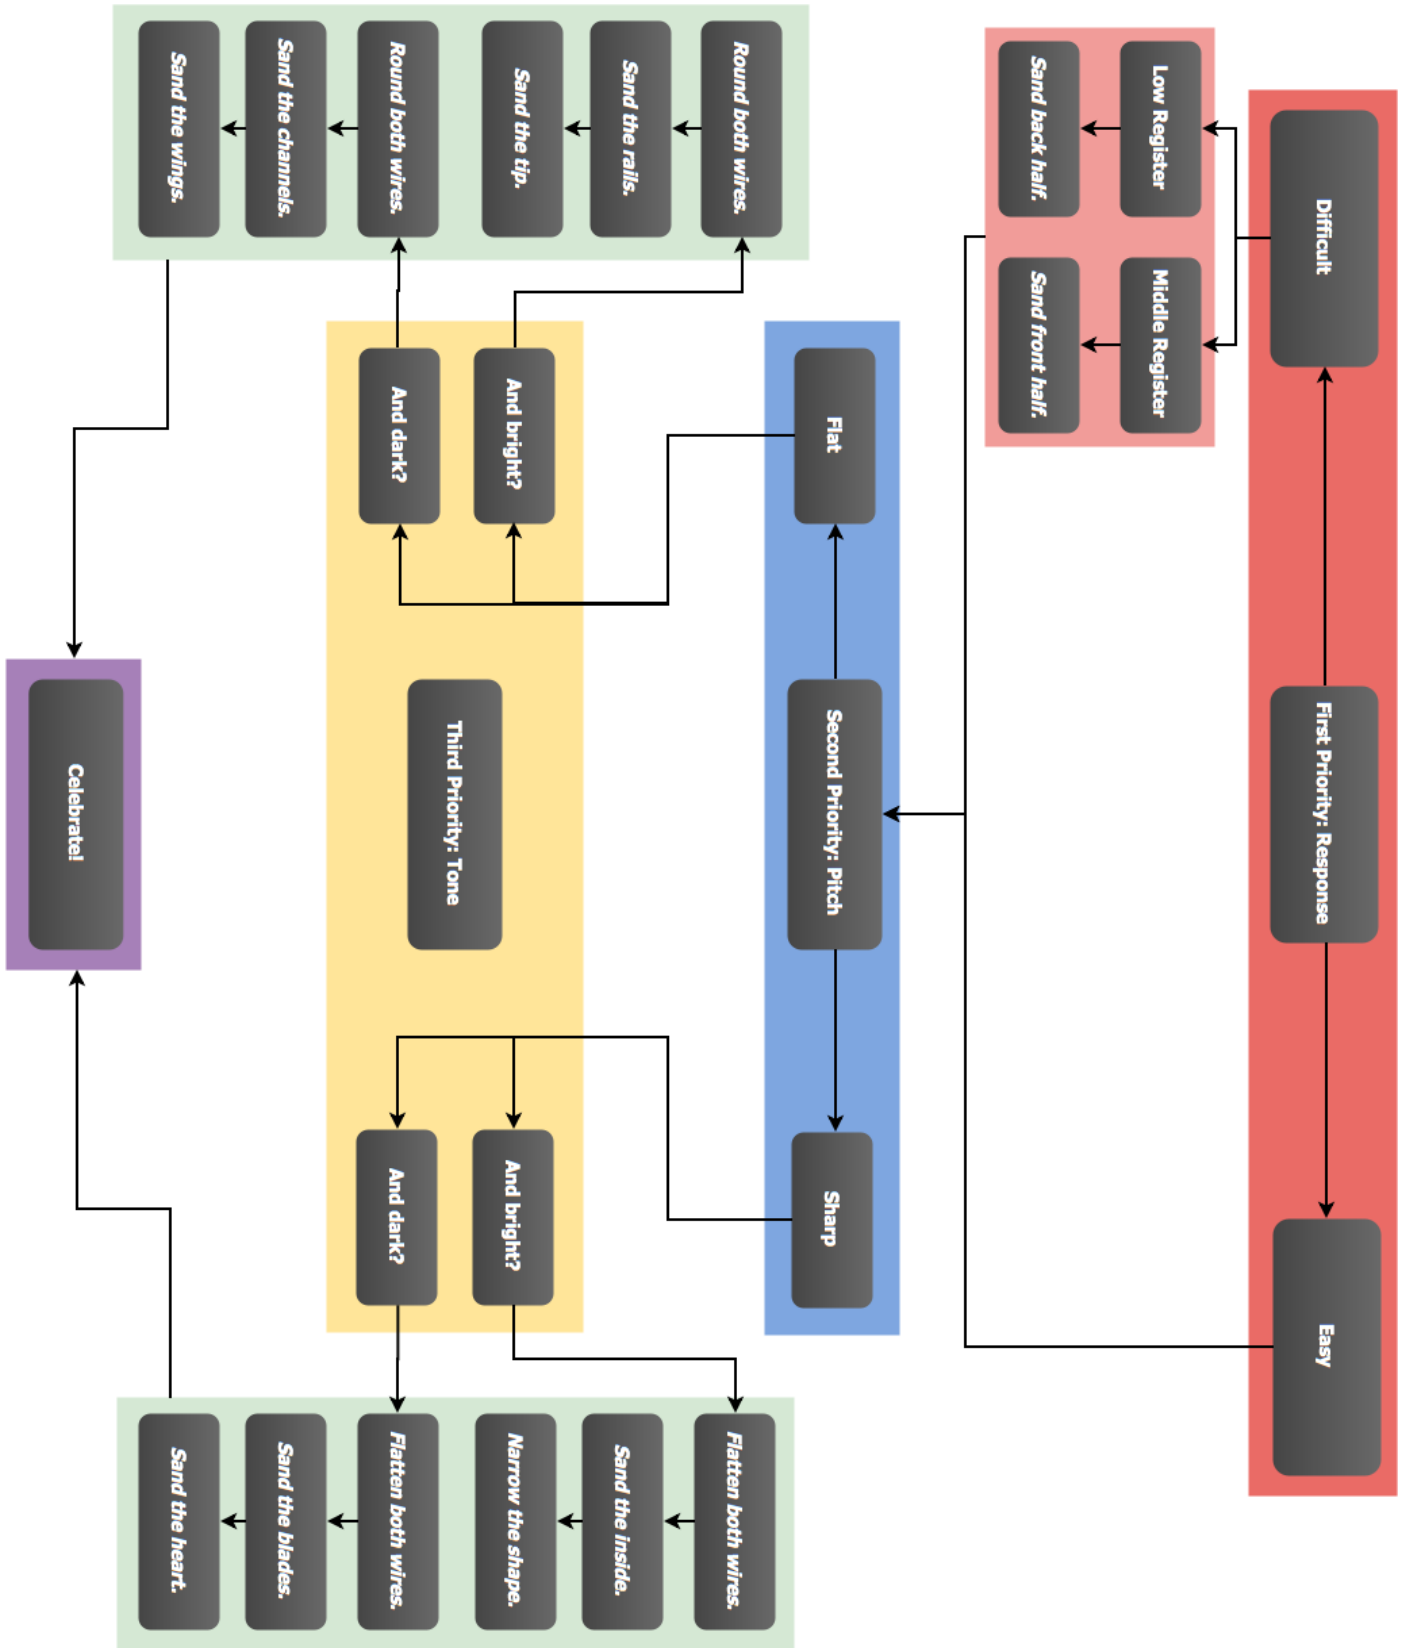 Difficult
First Priority: Response
Easy
Low Register
Middle Register
Sand back half.
Sand front half.
Flat
Second Priority: Pitch
Sharp
Round both wires.
Flatten both wires.
Sand the rails.
Sand the inside.
Sand the tip.
And bright?
And bright?
Narrow the shape.
Third Priority: Tone
Round both wires.
And dark?
And dark?
Flatten both wires.
Sand the channels.
Sand the blades.
Sand the wings.
Sand the heart.
Celebrate!